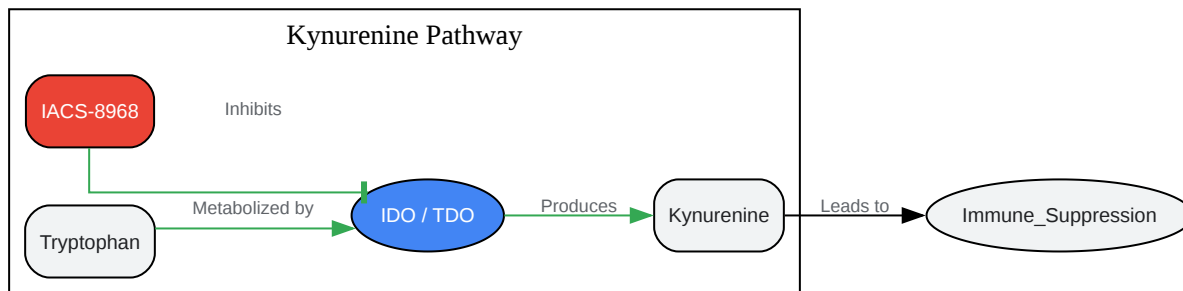 Kynurenine Pathway
IACS-8968
Inhibits
Metabolized by
Tryptophan
IDO / TDO
Produces
Kynurenine
Leads to
Immune_Suppression